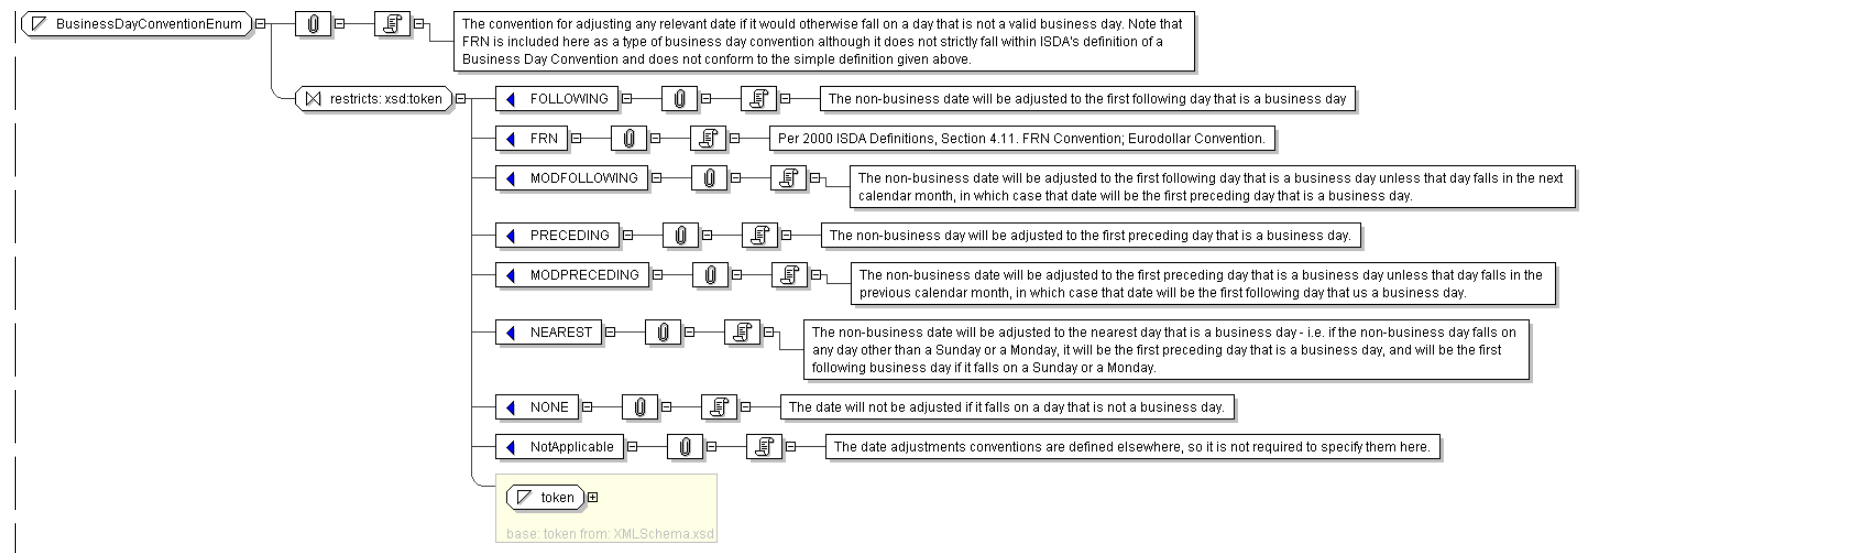 BusinessDayConventionEnum
The convention for adjusting any relevant date if it would otherwise fall on a day that is not a valid business day. Note that
FRN is included here as a type of business day convention although it does not strictly fall within ISDA's definition of a
Business Day Convention and does not conform to the simple definition given above.
restricts: xsd:token
FOLLOWING
The non-business date will be adjusted to the first following day that is a business day
FRN
Per 2000 ISDA Definitions, Section 4.11. FRN Convention; Eurodollar Convention.
MODFOLLOWING
The non-business date will be adjusted to the first following day that is a business day unless that day falls in the next
calendar month, in which case that date will be the first preceding day that is a business day.
PRECEDING
The non-business day will be adjusted to the first preceding day that is a business day.
MODPRECEDING
The non-business date will be adjusted to the first preceding day that is a business day unless that day falls in the
previous calendar month, in which case that date will be the first following day that us a business day.
NEAREST
The non-business date will be adjusted to the nearest day that is a business day - i.e. if the non-business day falls on
any day other than a Sunday or a Monday, it will be the first preceding day that is a business day, and will be the first
following business day if it falls on a Sunday or a Monday.
NONE
The date will not be adjusted if it falls on a day that is not a business day.
NotApplicable
The date adjustments conventions are defined elsewhere, so it is not required to specify them here.
token
base: token from: XMLSchema.xsd